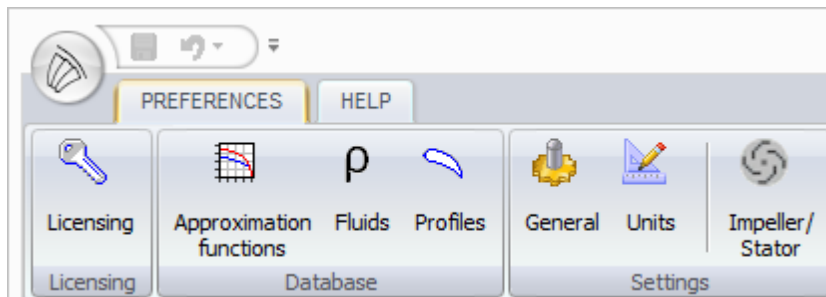 PREFERENCES HELP
ρ
Licensing Approximation functions Fluids Profiles General Units Impeller/ Stator
Licensing Database Settings